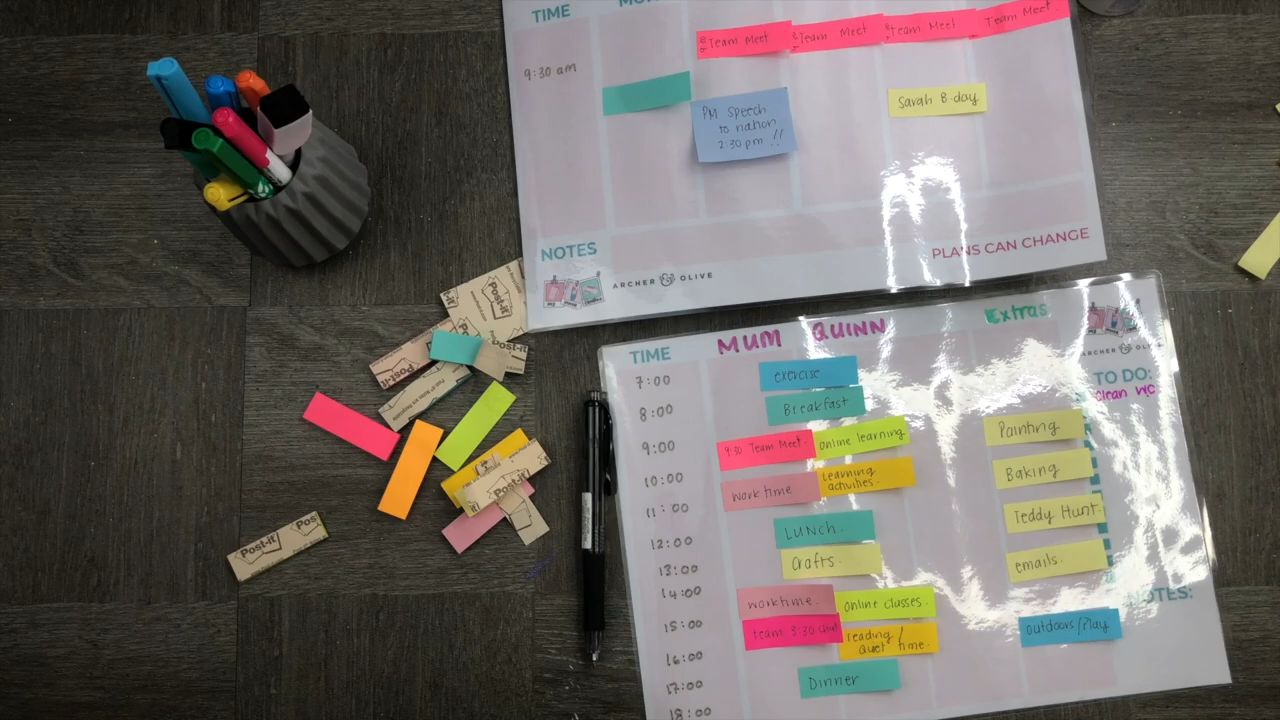 TIME
Team Meet
Team Meet
Team Meet
Team Meet
9:30 am
PM speech
to nation
2:30 pm !!
Sarah B-day
NOTES
PLANS CAN CHANGE
ARCHER OLIVE
Post-it
Post-it
Post-it
Post-it
TIME
MUM QUINN
Extras
ARCHER OLIVE
TO DO:
Clean WC
7:00
exercise
8:00
Breakfast
9:00
9:30 Team Meet.
online learning
Painting
10:00
work time
Learning
activities.
Baking
11:00
LUNCH.
Teddy Hunt.
12:00
Crafts.
emails.
13:00
14:00
worktime.
online classes.
NOTES:
15:00
team 3:30 chat
reading /
quiet time.
outdoors/Play
16:00
17:00
Dinner
18:00